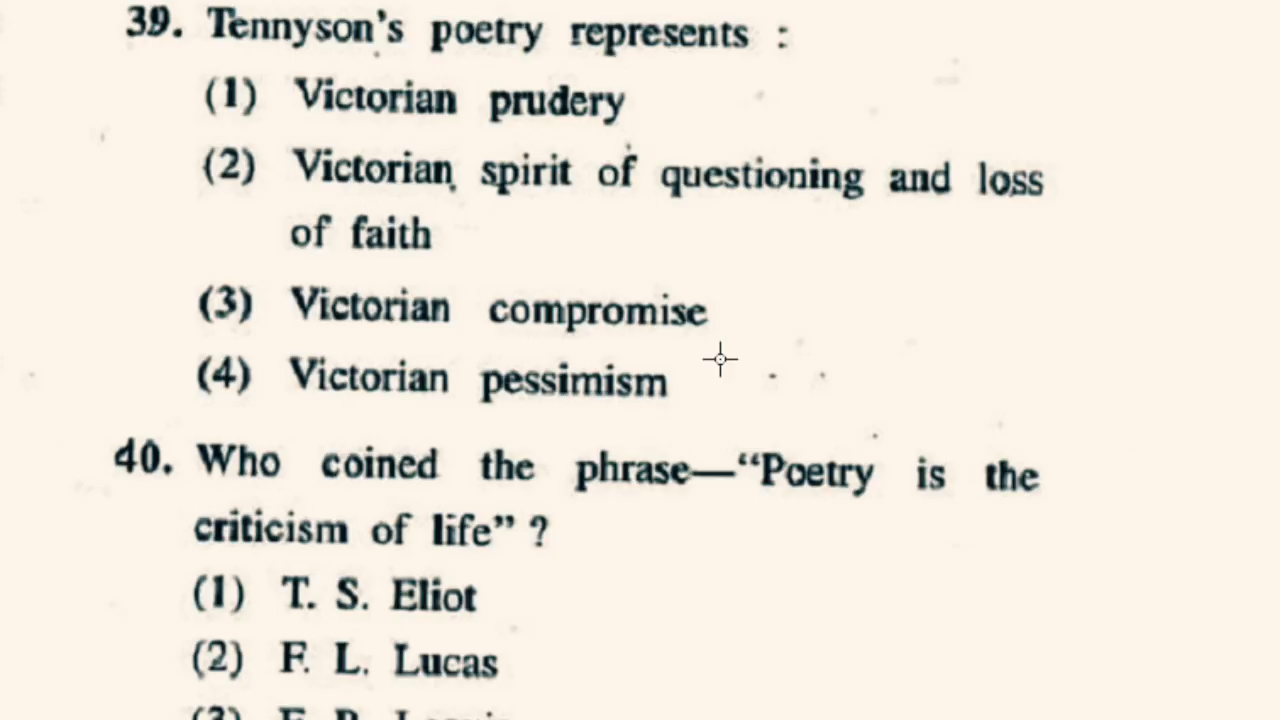 39. Tennyson's poetry represents :
(1) Victorian prudery
(2) Victorian spirit of questioning and loss
of faith
(3) Victorian compromise
(4) Victorian pessimism
40. Who coined the phrase—“Poetry is the
criticism of life” ?
(1) T. S. Eliot
(2) F. L. Lucas
(3)